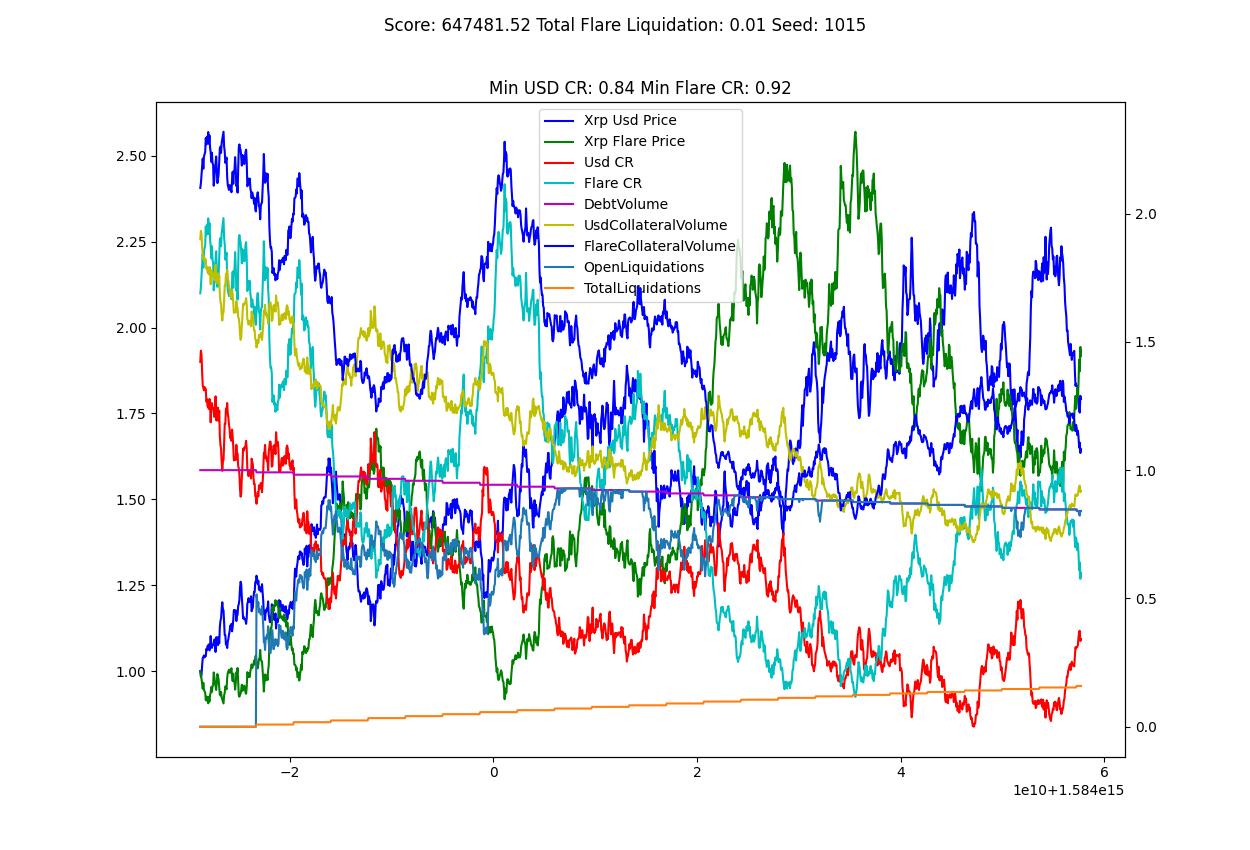 Score: 647481.52 Total Flare Liquidation: 0.01 Seed: 1015
Min USD CR: 0.84 Min Flare CR: 0.92
Xrp Usd Price
Xrp Flare Price
Usd CR
Flare CR
DebtVolume
UsdCollateralVolume
FlareCollateralVolume
OpenLiquidations
TotalLiquidations
2.50
2.25
2.00
1.75
1.50
1.25
1.00
2.0
1.5
1.0
0.5
0.0
−2 0 2 4 6
1e10+1.584e15